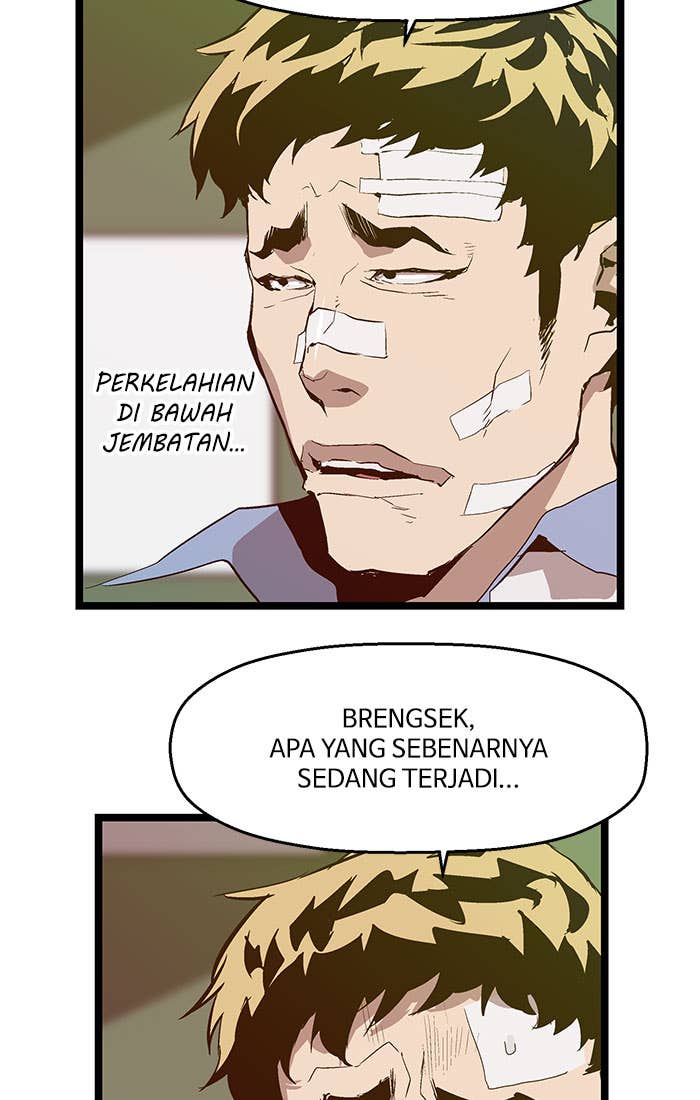 PERKELAHIAN
DI BAWAH
JEMBATAN...
BRENGSEK,
APA YANG SEBENARNYA
SEDANG TERJADI...